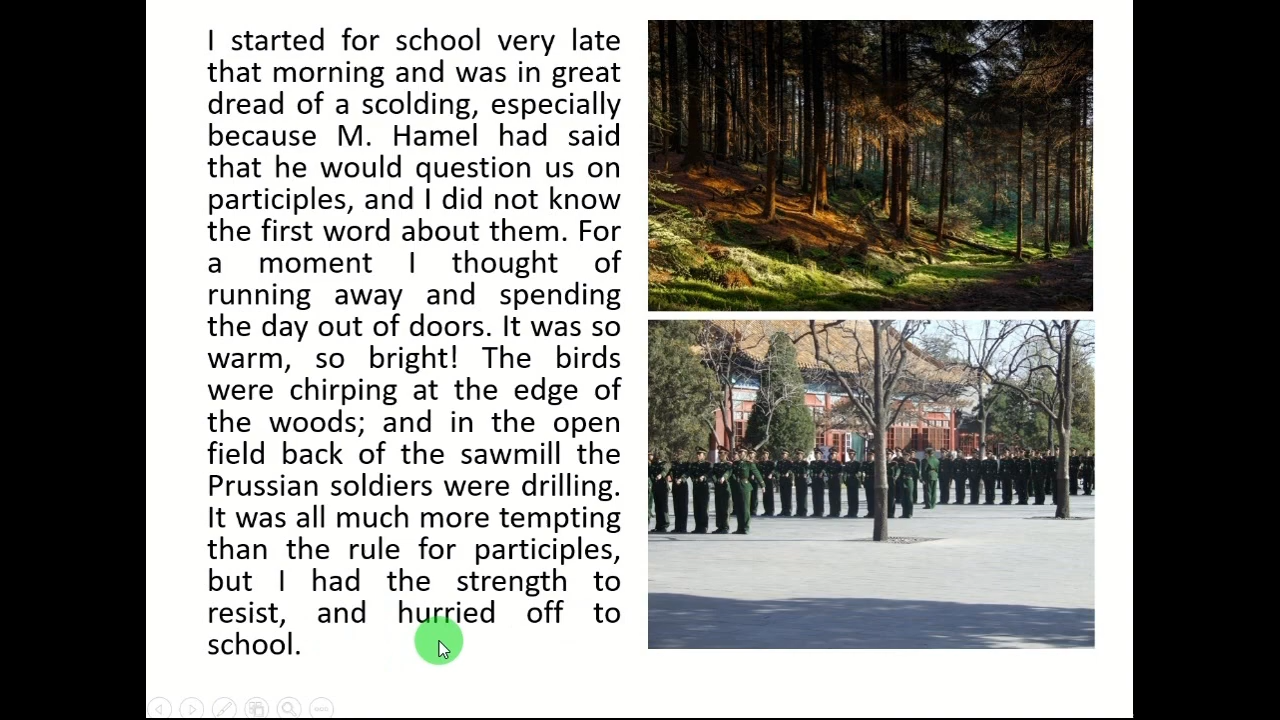 I started for school very late
that morning and was in great
dread of a scolding, especially
because M. Hamel had said
that he would question us on
participles, and I did not know
the first word about them. For
a moment I thought of
running away and spending
the day out of doors. It was so
warm, so bright! The birds
were chirping at the edge of
the woods; and in the open
field back of the sawmill the
Prussian soldiers were drilling.
It was all much more tempting
than the rule for participles,
but I had the strength to
resist, and hurried off to
school.